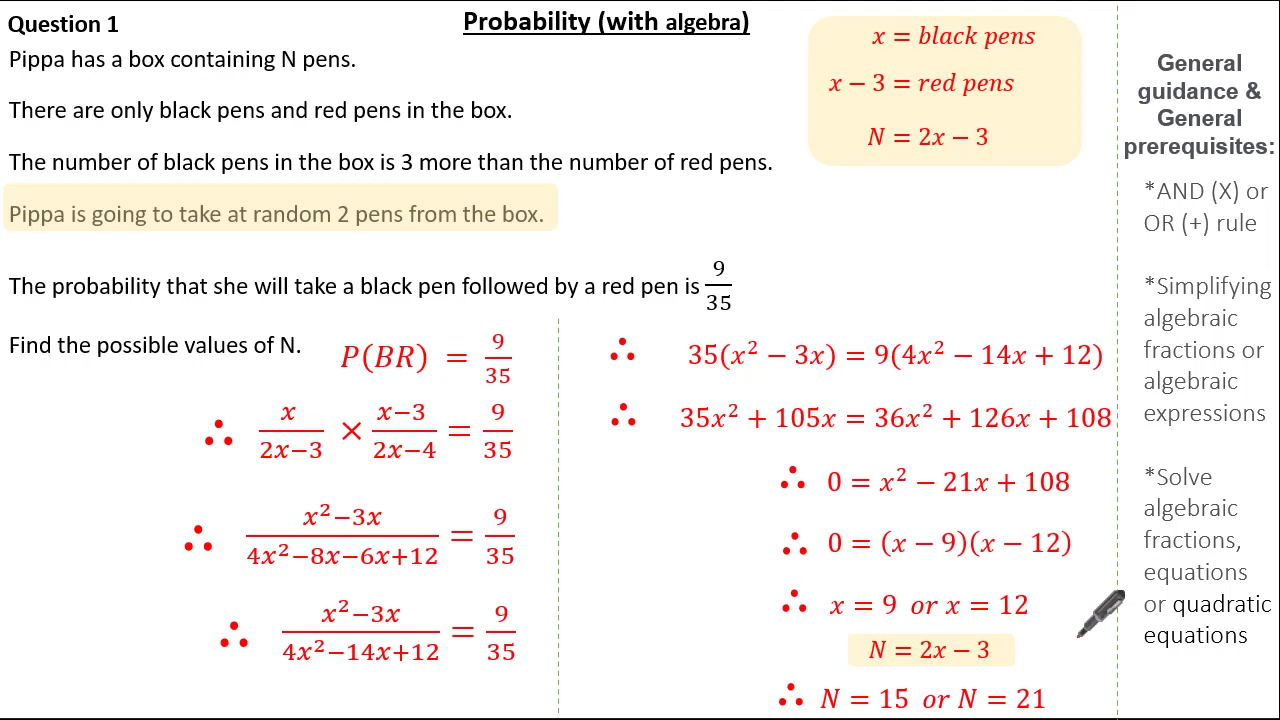 Probability (with algebra)
Question 1
Pippa has a box containing N pens.
There are only black pens and red pens in the box.
The number of black pens in the box is 3 more than the number of red pens.
Pippa is going to take at random 2 pens from the box.
The probability that she will take a black pen followed by a red pen is 9/35
Find the possible values of N.
x = black pens
x − 3 = red pens
N = 2x − 3
P(BR) = 9/35
∴ x/(2x−3) × (x−3)/(2x−4) = 9/35
∴ (x²−3x)/(4x²−8x−6x+12) = 9/35
∴ (x²−3x)/(4x²−14x+12) = 9/35
∴ 35(x² − 3x) = 9(4x² − 14x + 12)
∴ 35x² + 105x = 36x² + 126x + 108
∴ 0 = x² − 21x + 108
∴ 0 = (x − 9)(x − 12)
∴ x = 9 or x = 12
N = 2x − 3
∴ N = 15 or N = 21
General
guidance &
General
prerequisites:
*AND (X) or
OR (+) rule
*Simplifying
algebraic
fractions or
algebraic
expressions
*Solve
algebraic
fractions,
equations
or quadratic
equations